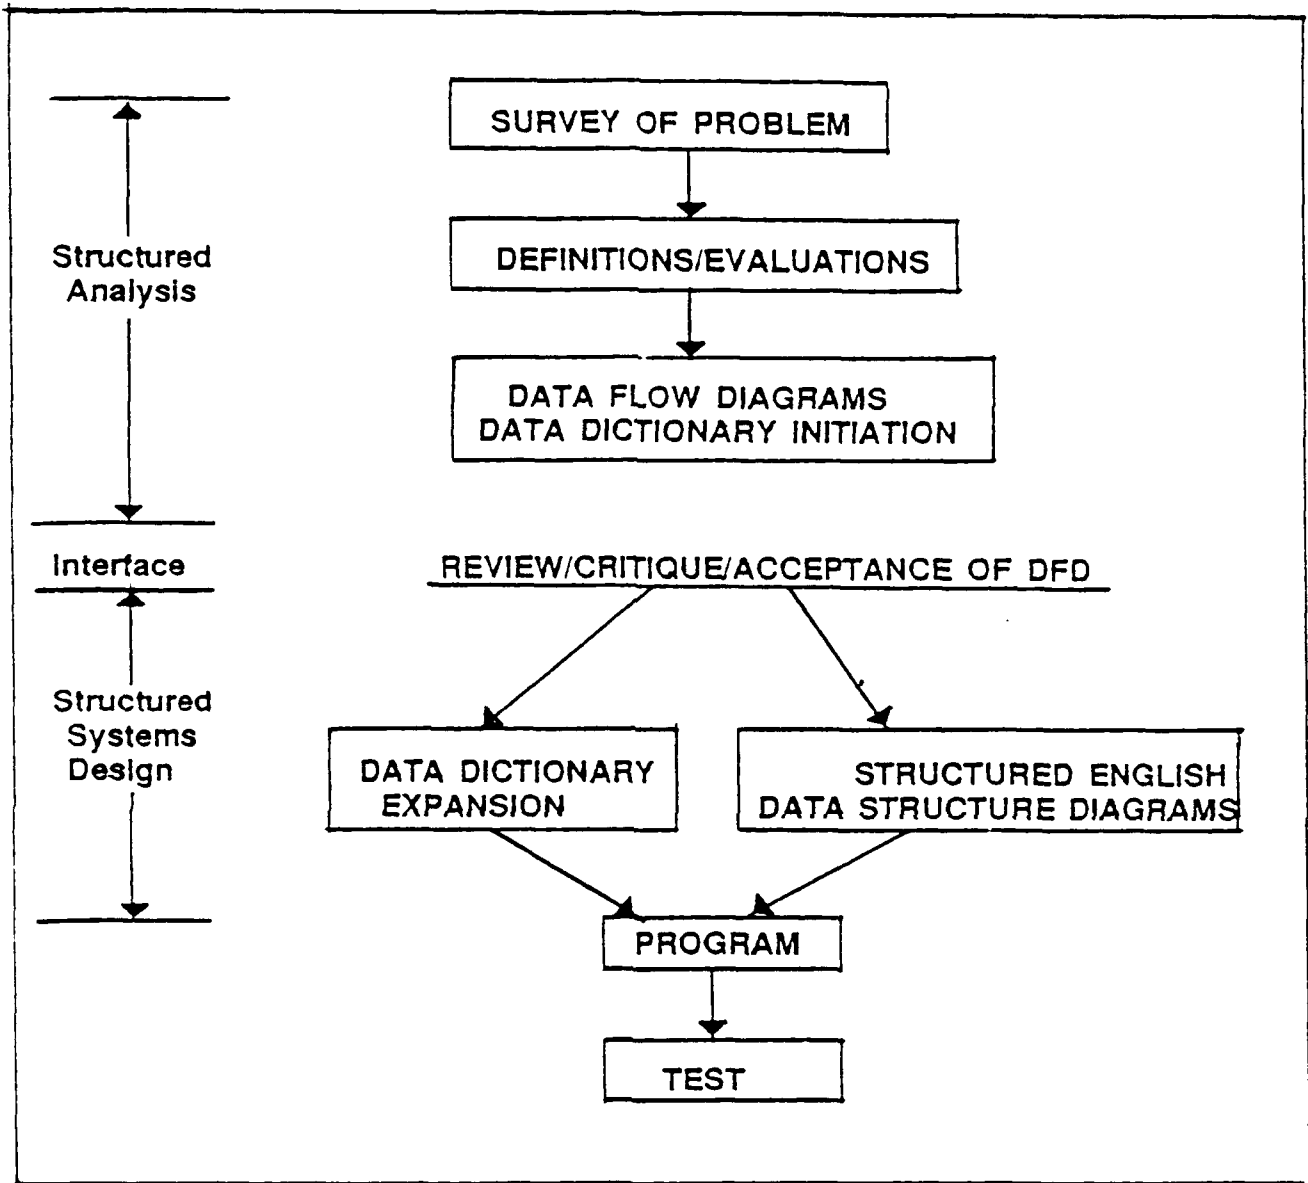 SURVEY OF PROBLEM
DEFINITIONS/EVALUATIONS
Structured
Analysis
DATA FLOW DIAGRAMS
DATA DICTIONARY INITIATION
Interface
REVIEW/CRITIQUE/ACCEPTANCE OF DFD
Structured
Systems
Design
DATA DICTIONARY
EXPANSION
STRUCTURED ENGLISH
DATA STRUCTURE DIAGRAMS
PROGRAM
TEST